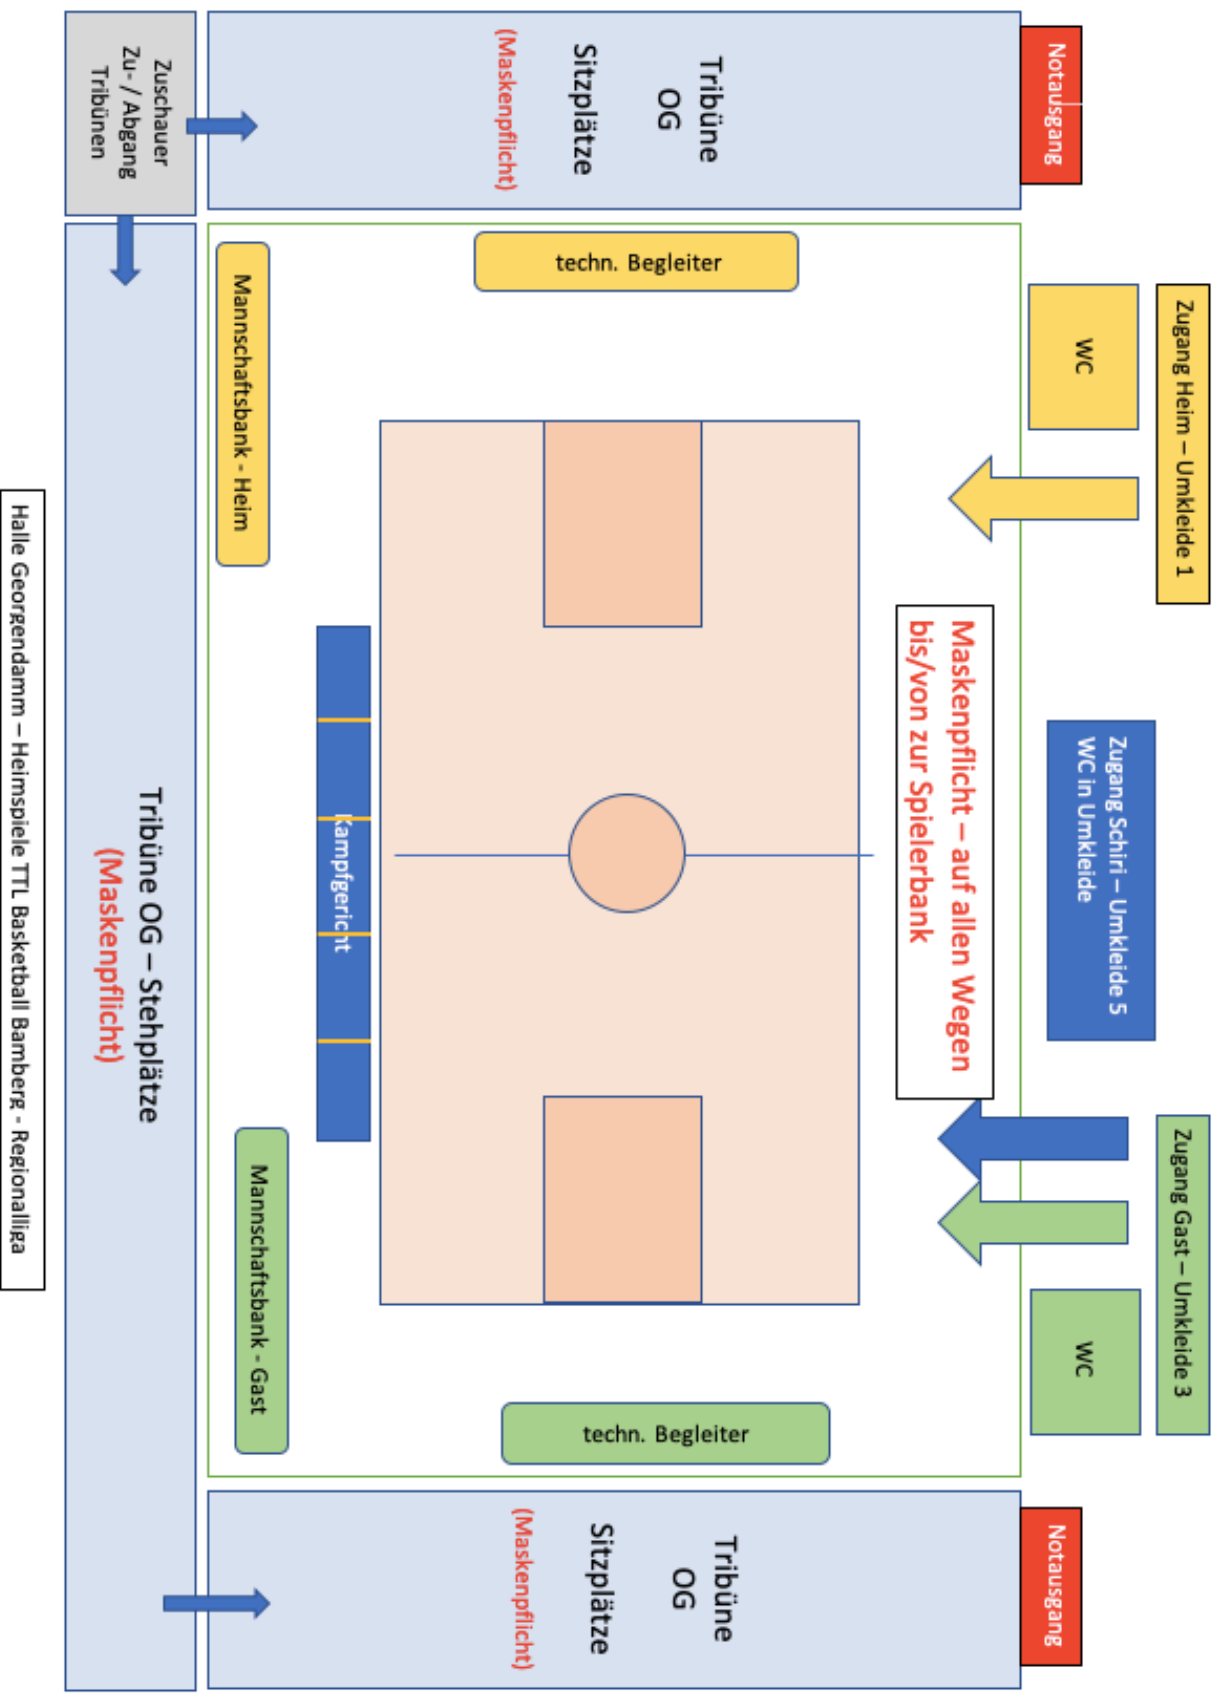 Zugang Heim – Umkleide 1
Zugang Schiri – Umkleide 5
WC in Umkleide
Zugang Gast – Umkleide 3
Notausgang
WC
WC
Notausgang
Maskenpflicht – auf allen Wegen
bis/von zur Spielerbank
Tribüne
OG
Sitzplätze
(Maskenpflicht)
techn. Begleiter
techn. Begleiter
Tribüne
OG
Sitzplätze
(Maskenpflicht)
Kampfgericht
Mannschaftsbank - Heim
Mannschaftsbank - Gast
Zuschauer
Zu- / Abgang
Tribünen
Tribüne OG – Stehplätze
(Maskenpflicht)
Halle Georgendamm – Heimspiele TTL Basketball Bamberg - Regionalliga